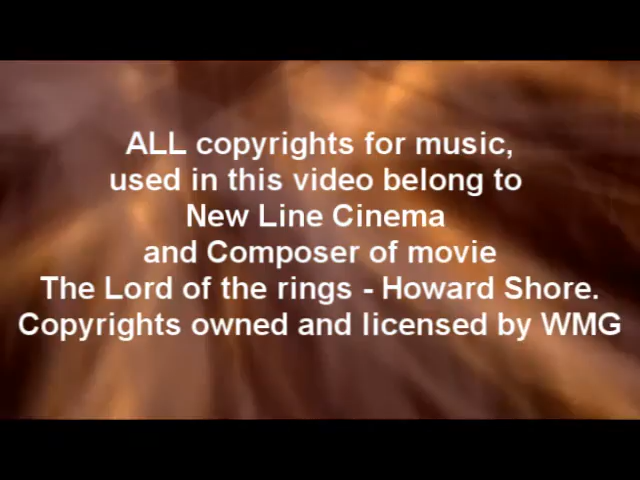 ALL copyrights for music,
used in this video belong to
New Line Cinema
and Composer of movie
The Lord of the rings - Howard Shore.
Copyrights owned and licensed by WMG